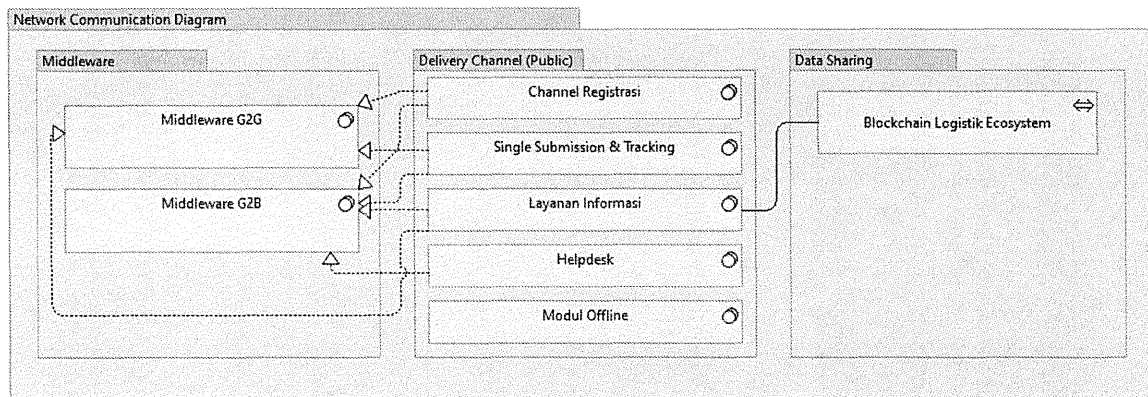 Network Communication Diagram
Middleware
Middleware G2G
Middleware G2B
Delivery Channel (Public)
Channel Registrasi
Single Submission & Tracking
Layanan Informasi
Helpdesk
Modul Offline
Data Sharing
Blockchain Logistik Ecosystem